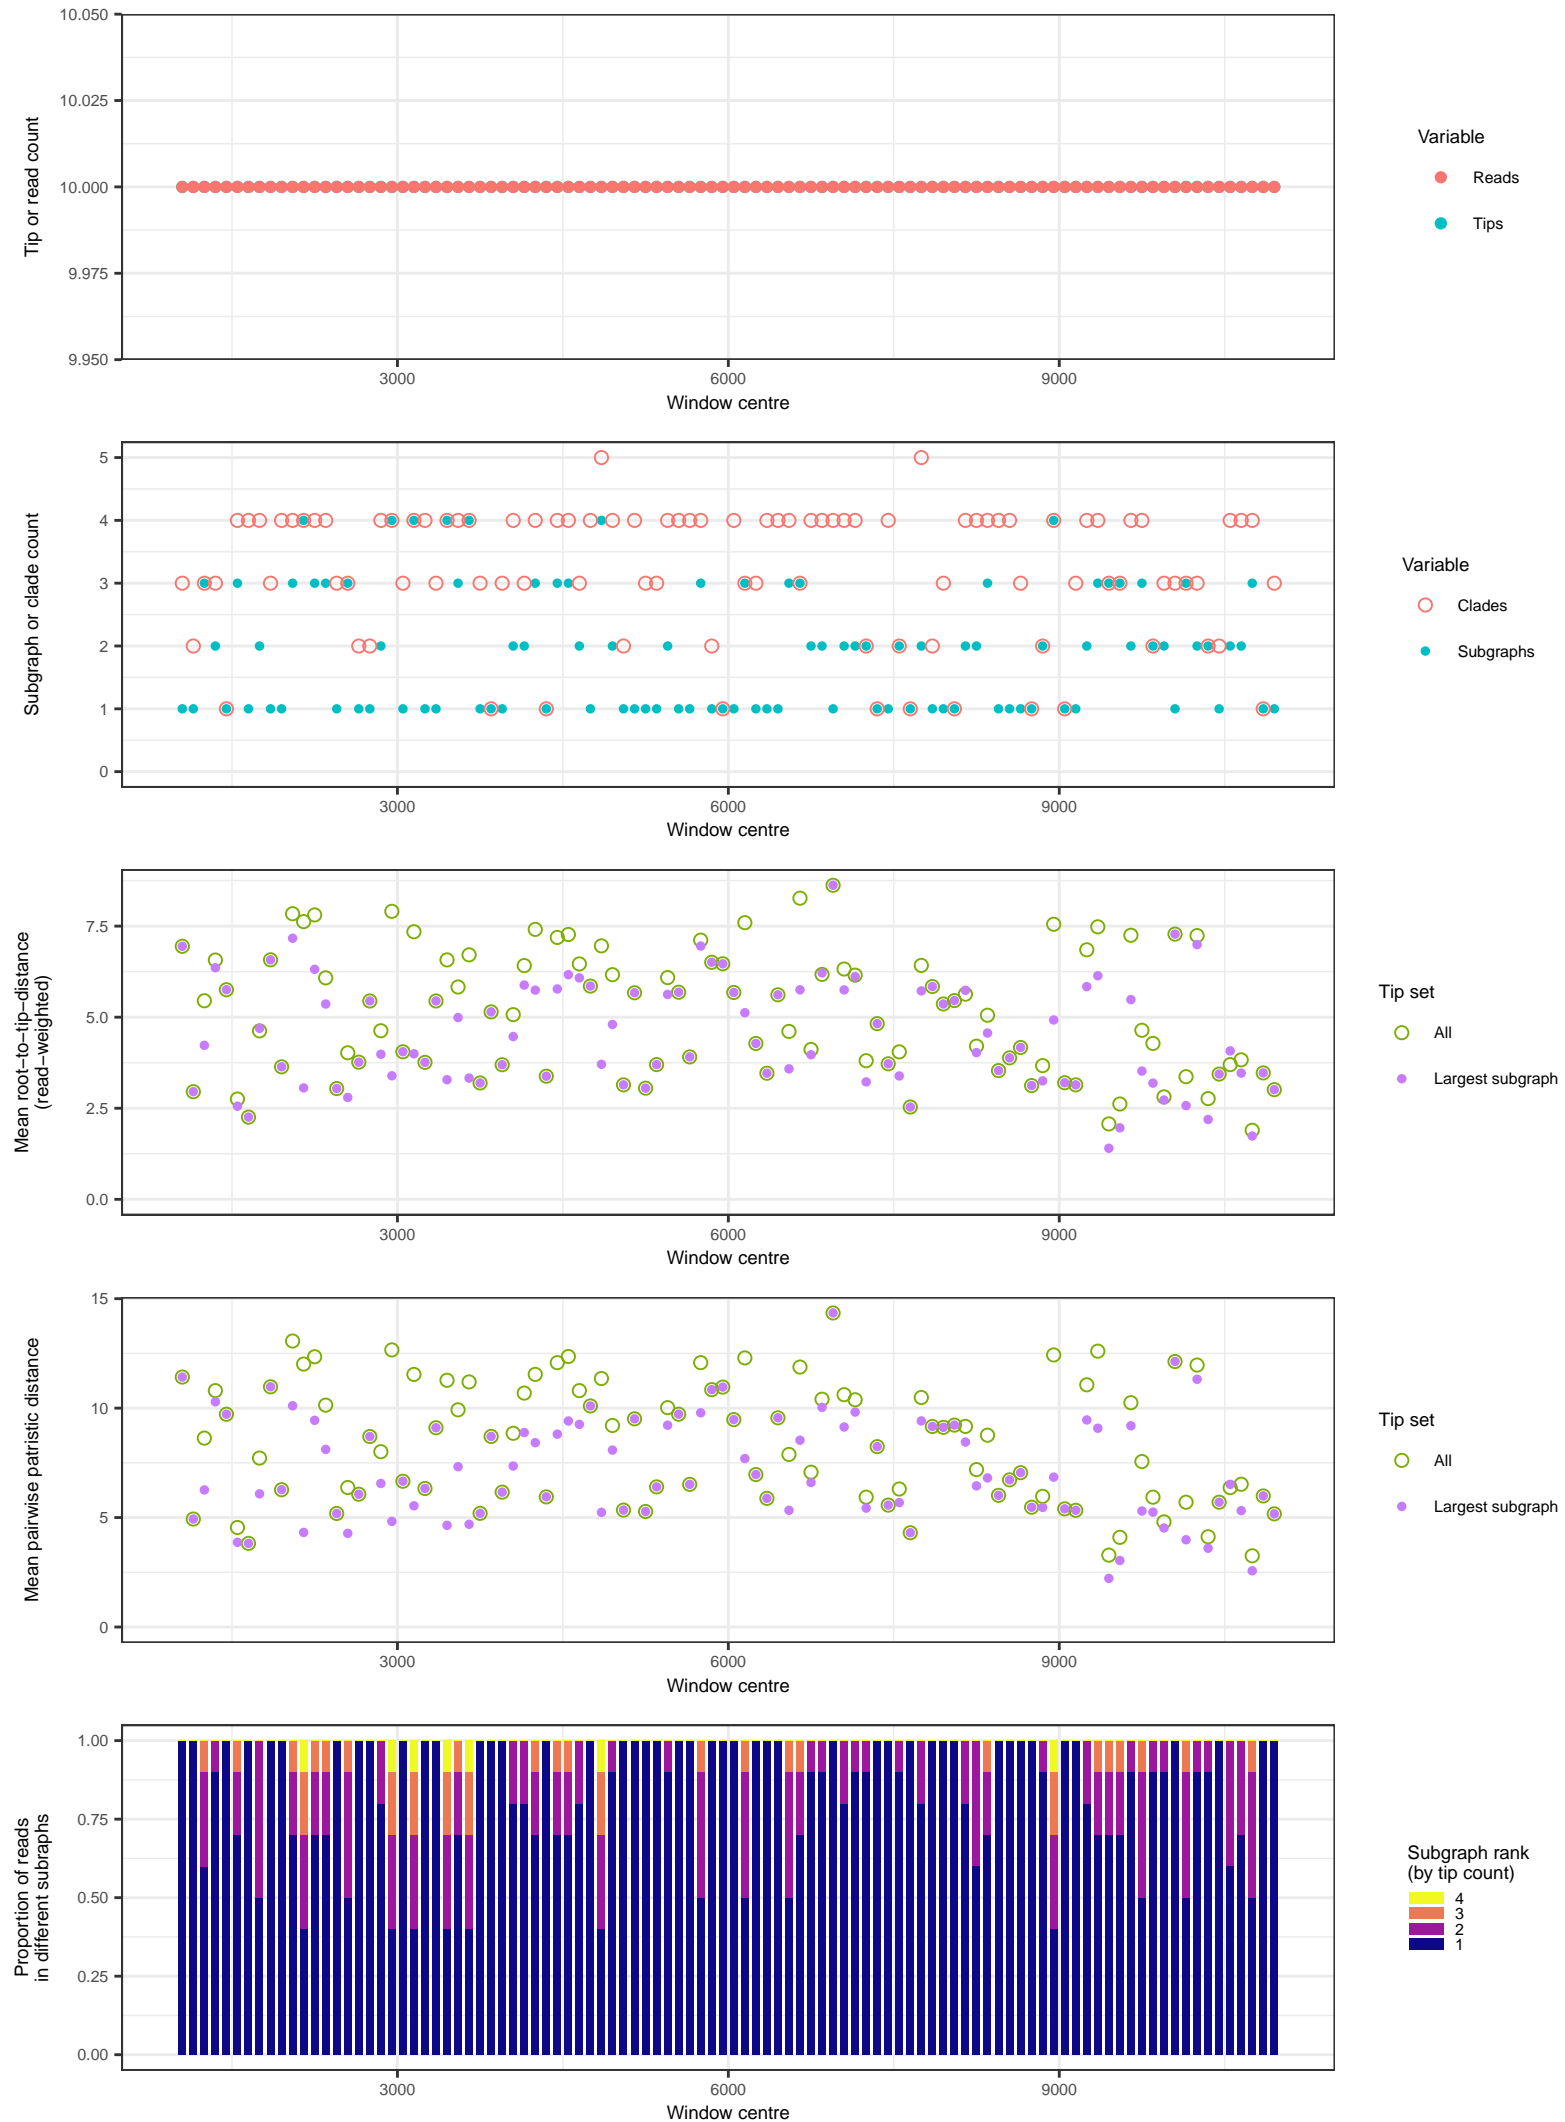 10.050
10.025
10.000
9.975
9.950
Tip or read count
3000 6000 9000
Window centre
Variable
Reads
Tips
5
4
3
2
1
0
Subgraph or clade count
3000 6000 9000
Window centre
Variable
Clades
Subgraphs
7.5
5.0
2.5
0.0
Mean root−to−tip−distance
(read−weighted)
3000 6000 9000
Window centre
Tip set
All
Largest subgraph
15
10
5
0
Mean pairwise patristic distance
3000 6000 9000
Window centre
Tip set
All
Largest subgraph
1.00
0.75
0.50
0.25
0.00
Proportion of reads
in different subraphs
3000 6000 9000
Window centre
Subgraph rank
(by tip count)
4
3
2
1